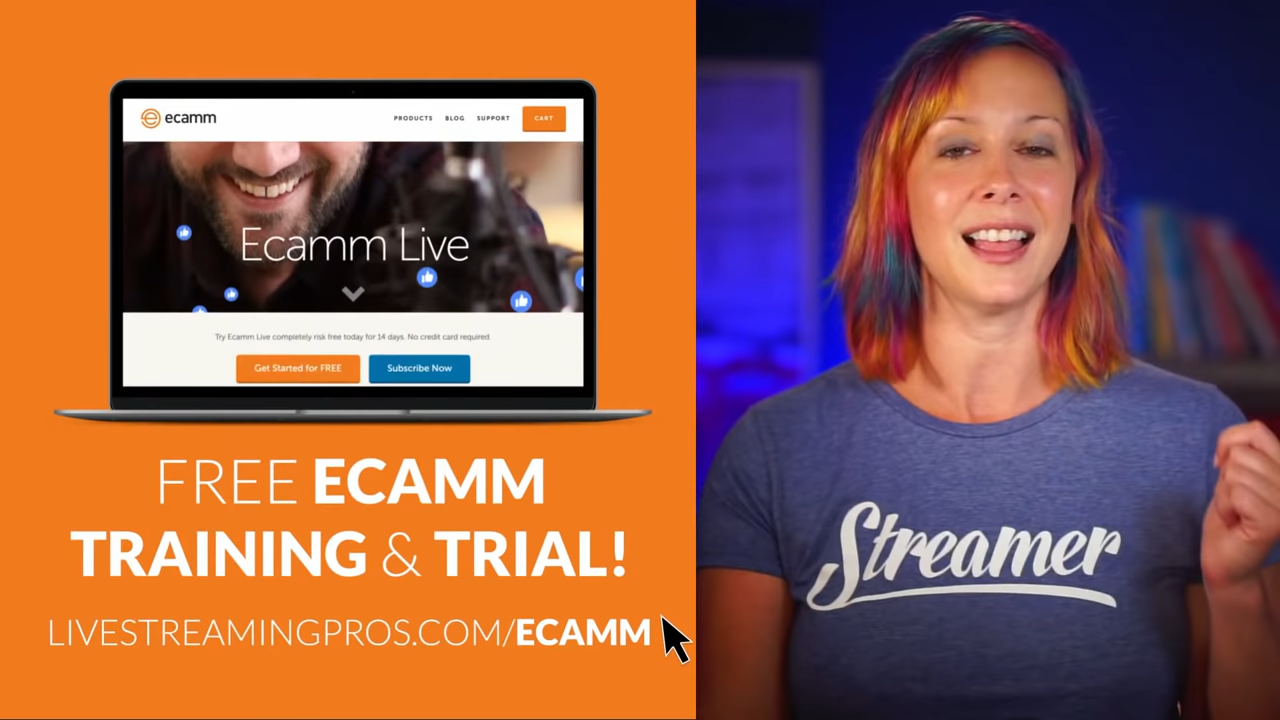 ecamm
PRODUCTS BLOG SUPPORT CART
Ecamm Live
Try Ecamm Live completely risk free today for 14 days. No credit card required.
Get Started for FREE Subscribe Now
FREE ECAMM
TRAINING & TRIAL!
LIVESTREAMINGPROS.COM/ECAMM
Streamer